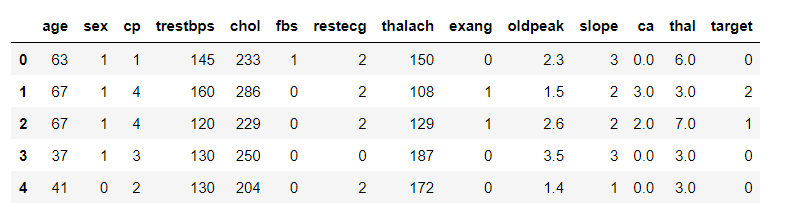 age sex cp trestbps chol fbs restecg thalach exang oldpeak slope ca thal target
0 63 1 1 145 233 1 2 150 0 2.3 3 0.0 6.0 0
1 67 1 4 160 286 0 2 108 1 1.5 2 3.0 3.0 2
2 67 1 4 120 229 0 2 129 1 2.6 2 2.0 7.0 1
3 37 1 3 130 250 0 0 187 0 3.5 3 0.0 3.0 0
4 41 0 2 130 204 0 2 172 0 1.4 1 0.0 3.0 0